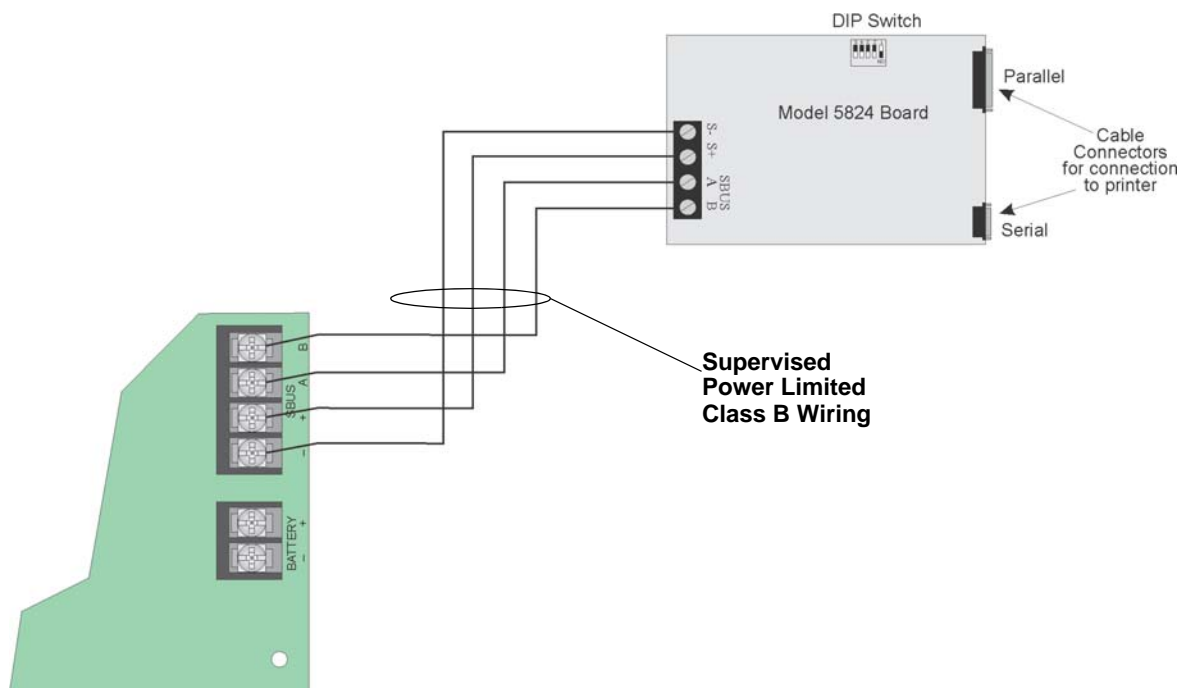 DIP Switch
NO
Parallel
Model 5824 Board
S-
S+
A
B
SBUS
Cable
Connectors
for connection
to printer
Serial
B
A
+
–
SBUS
Supervised
Power Limited
Class B Wiring
+
–
BATTERY